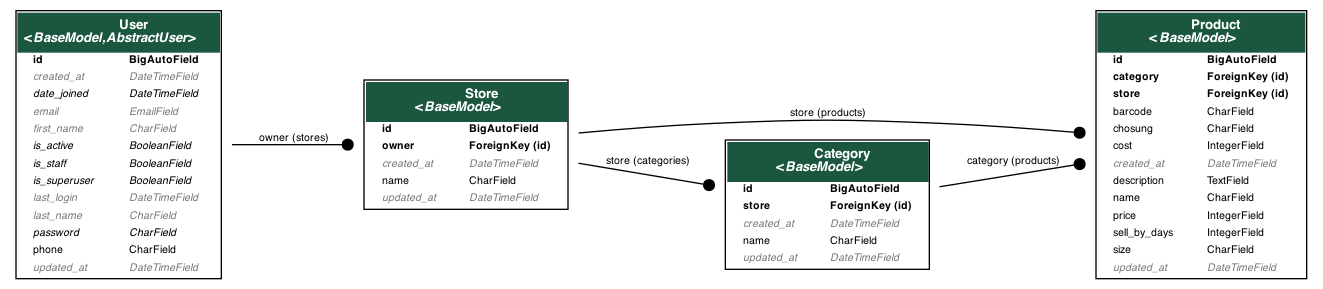 User
<BaseModel,AbstractUser>
id BigAutoField
created_at DateTimeField
date_joined DateTimeField
email EmailField
first_name CharField
is_active BooleanField
is_staff BooleanField
is_superuser BooleanField
last_login DateTimeField
last_name CharField
password CharField
phone CharField
updated_at DateTimeField
owner (stores)
Store
<BaseModel>
id BigAutoField
owner ForeignKey (id)
created_at DateTimeField
name CharField
updated_at DateTimeField
store (products)
store (categories)
Category
<BaseModel>
id BigAutoField
store ForeignKey (id)
created_at DateTimeField
name CharField
updated_at DateTimeField
category (products)
Product
<BaseModel>
id BigAutoField
category ForeignKey (id)
store ForeignKey (id)
barcode CharField
chosung CharField
cost IntegerField
created_at DateTimeField
description TextField
name CharField
price IntegerField
sell_by_days IntegerField
size CharField
updated_at DateTimeField